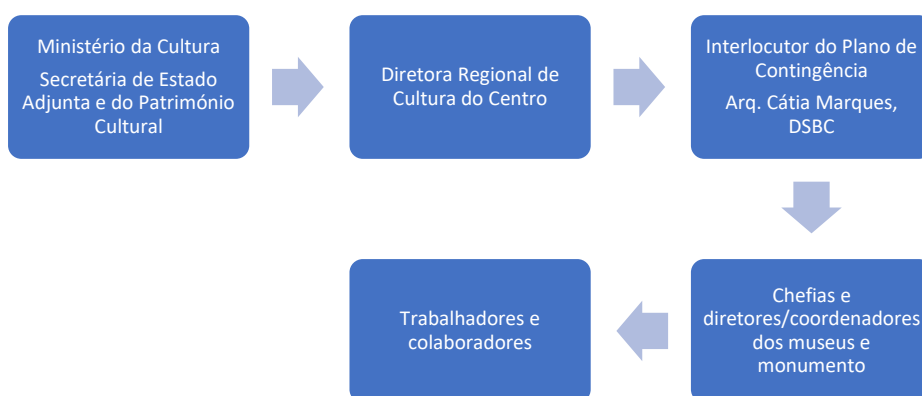 Ministério da Cultura
Secretária de Estado
Adjunta e do Património
Cultural
Diretora Regional de
Cultura do Centro
Interlocutor do Plano de
Contingência
Arq. Cátia Marques,
DSBC
Chefias e
diretores/coordenadores
dos museus e
monumento
Trabalhadores e
colaboradores